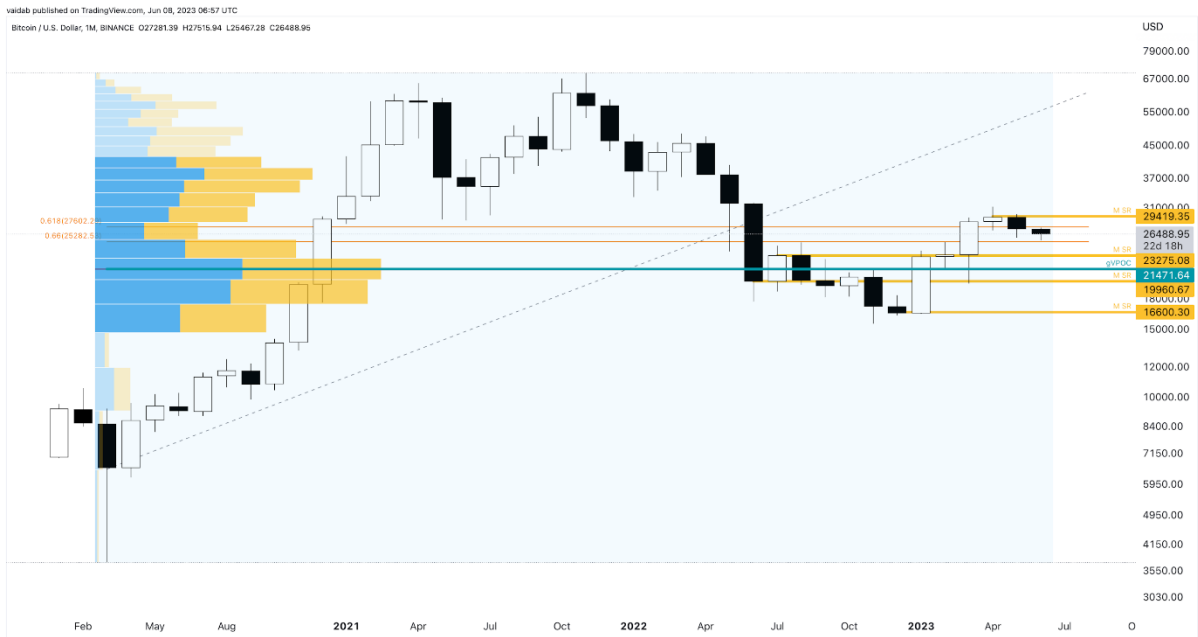 vaidab published on TradingView.com, Jun 08, 2023 06:57 UTC
Bitcoin / U.S. Dollar, 1M, BINANCE O27281.39 H27515.94 L25467.28 C26488.95
USD
79000.00
67000.00
55000.00
45000.00
37000.00
31000.00
M SR 29419.35
0.618(27602.2
26488.95
0.66(25282.5
22d 18h
M SR 23275.08
gVPOC 21471.64
M SR 19960.67
18000.00
M SR 16600.30
15000.00
12000.00
10000.00
8400.00
7150.00
5950.00
4950.00
4150.00
3550.00
3030.00
Feb May Aug 2021 Apr Jul Oct 2022 Apr Jul Oct 2023 Apr Jul O